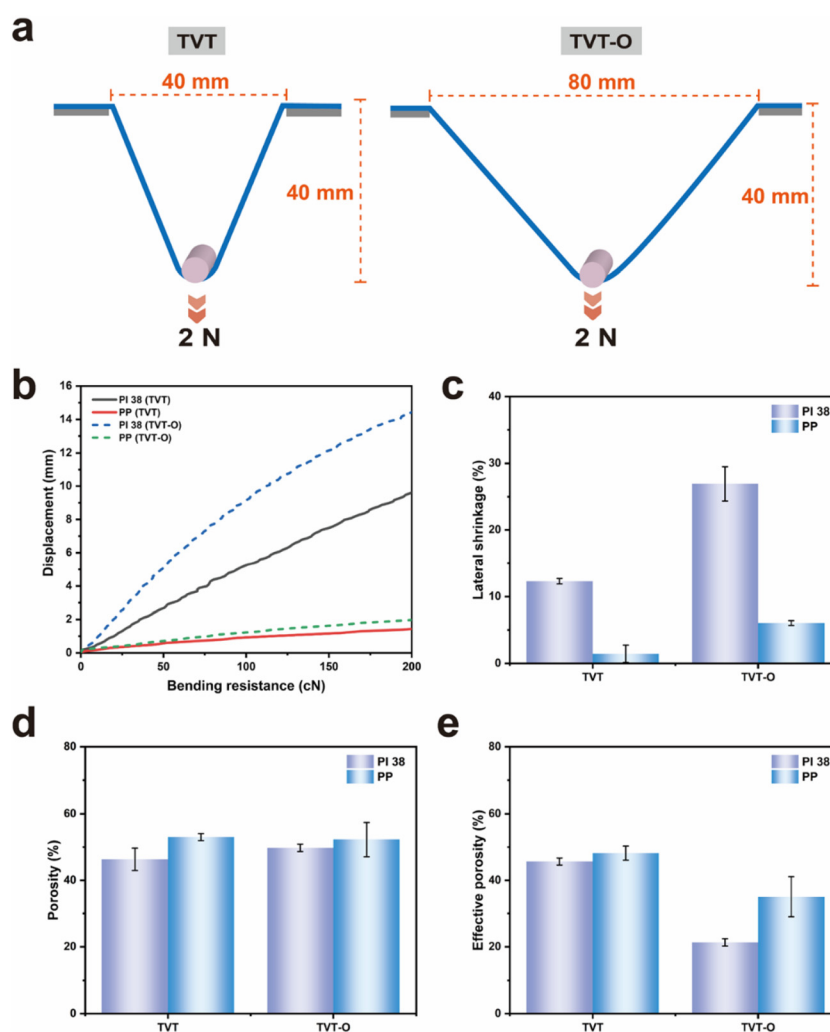 a
TVT
TVT-O
40 mm
80 mm
40 mm
40 mm
2 N
2 N
b
16
14
12
10
8
6
4
2
0
Displacement (mm)
PI 38 (TVT)
PP (TVT)
PI 38 (TVT-O)
PP (TVT-O)
0
25
50
75
100
125
150
175
200
Bending resistance (cN)
c
40
30
20
10
0
Lateral shrinkage (%)
PI 38
PP
TVT
TVT-O
d
80
60
40
20
0
Porosity (%)
PI 38
PP
TVT
TVT-O
e
80
60
40
20
0
Effective porosity (%)
PI 38
PP
TVT
TVT-O